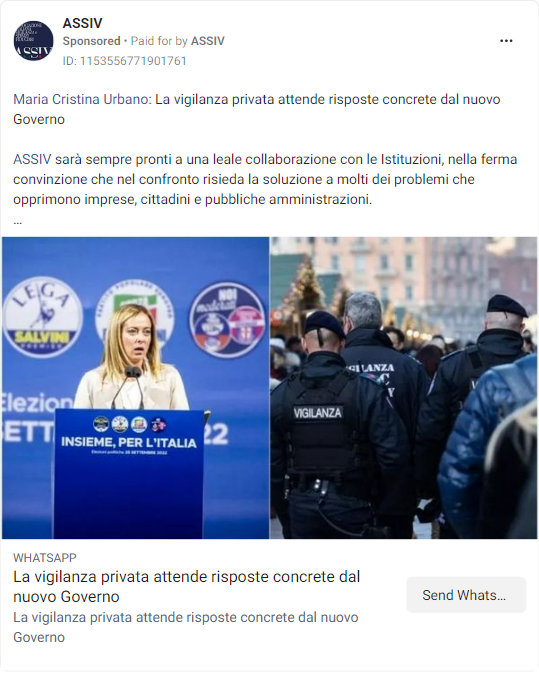 ASSIV
Sponsored • Paid for by ASSIV
ID: 1153556771901761
Maria Cristina Urbano: La vigilanza privata attende risposte concrete dal nuovo
Governo
ASSIV sarà sempre pronti a una leale collaborazione con le Istituzioni, nella ferma
convinzione che nel confronto risieda la soluzione a molti dei problemi che
opprimono imprese, cittadini e pubbliche amministrazioni.
...
LEGA
SALVINI
PREMIER
NOI
moderati
Elezion
SETT
22
INSIEME, PER L'ITALIA
Elezioni politiche 25 SETTEMBRE 2022
VIGILANZA
WHATSAPP
La vigilanza privata attende risposte concrete dal
nuovo Governo
La vigilanza privata attende risposte concrete dal nuovo
Governo
Send Whats...